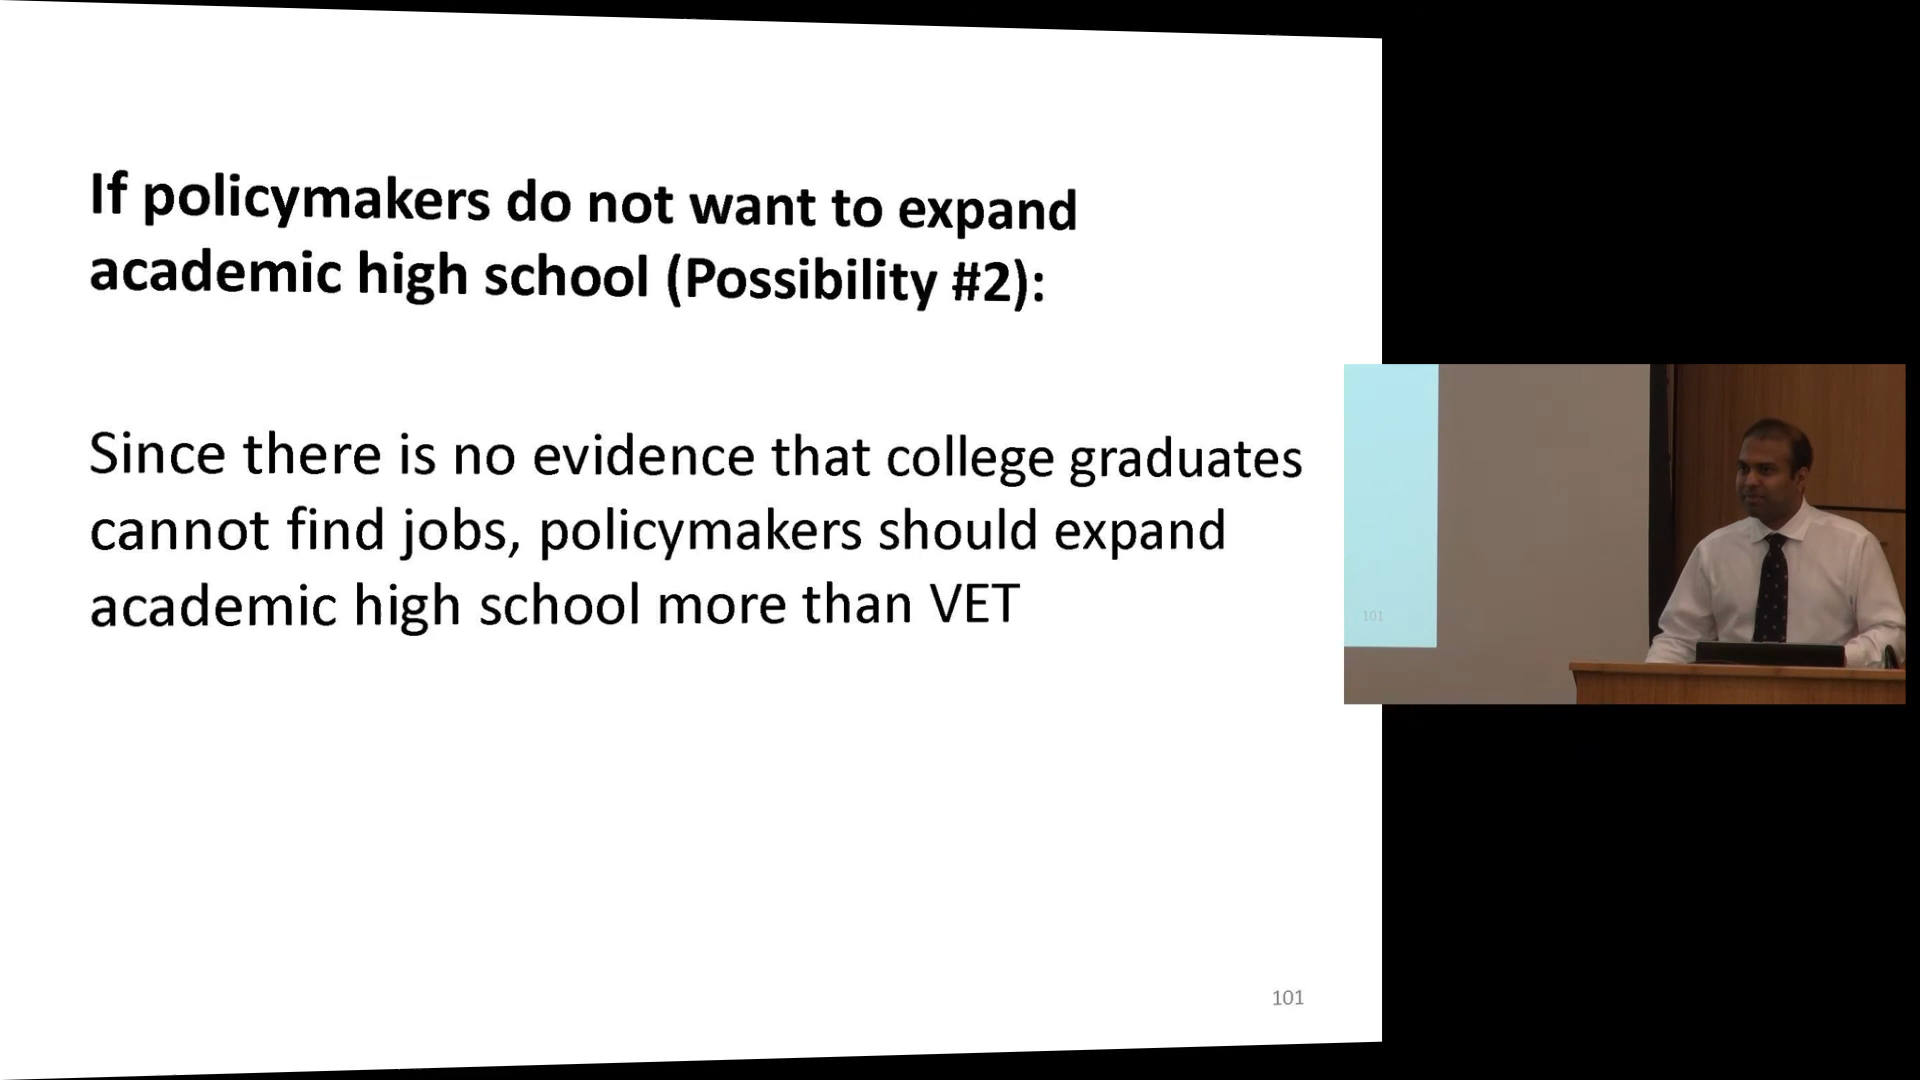 If policymakers do not want to expand
academic high school (Possibility #2):
Since there is no evidence that college graduates
cannot find jobs, policymakers should expand
academic high school more than VET
101
101